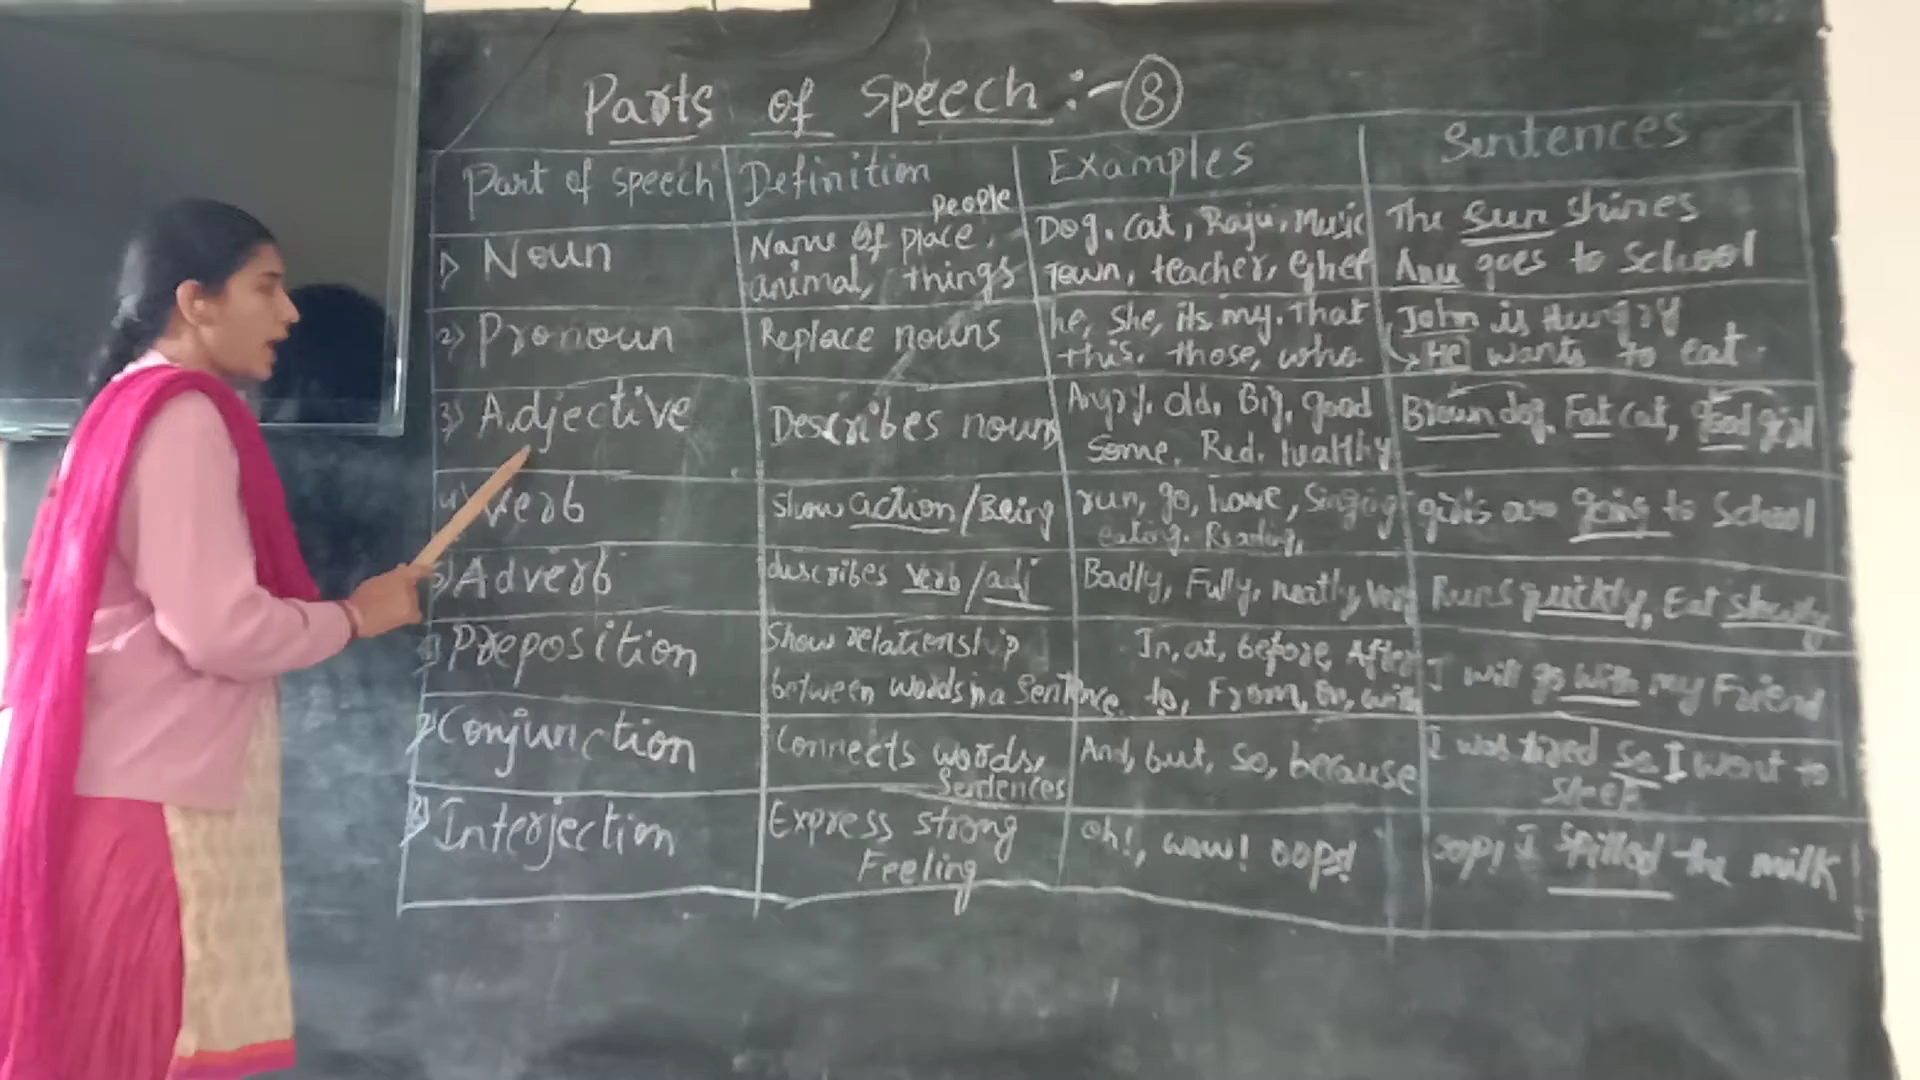 Parts of Speech :- 8
Part of speech Definition Examples Sentences
1) Noun Name of place, people animal, things Dog, cat, Raju, Music Town, teacher, The Sun shines Anu goes to School
2) Pronoun Replace nouns he, She, its, my, That this, those, who John is Hungry He wants to eat.
3) Adjective Describes nouns Angry, old, Big, good Some, Red, healthy Brown dog, Fat cat, good girl
4) Verb Show action/Being run, go, have, Singing eating, Reading, girls are going to School
5) Adverb describes verb/adj Badly, Fully, neatly, Very Runs quickly, Eat slowly
Preposition Show relationship between words in a Sentence In, at, before, After to, From, On, with I will go with my Friend
7) Conjunction Connects words, Sentences And, but, so, because I was tired so I went to sleep
8) Interjection Express strong Feeling Oh!, wow! OOPs! I spilled the milk